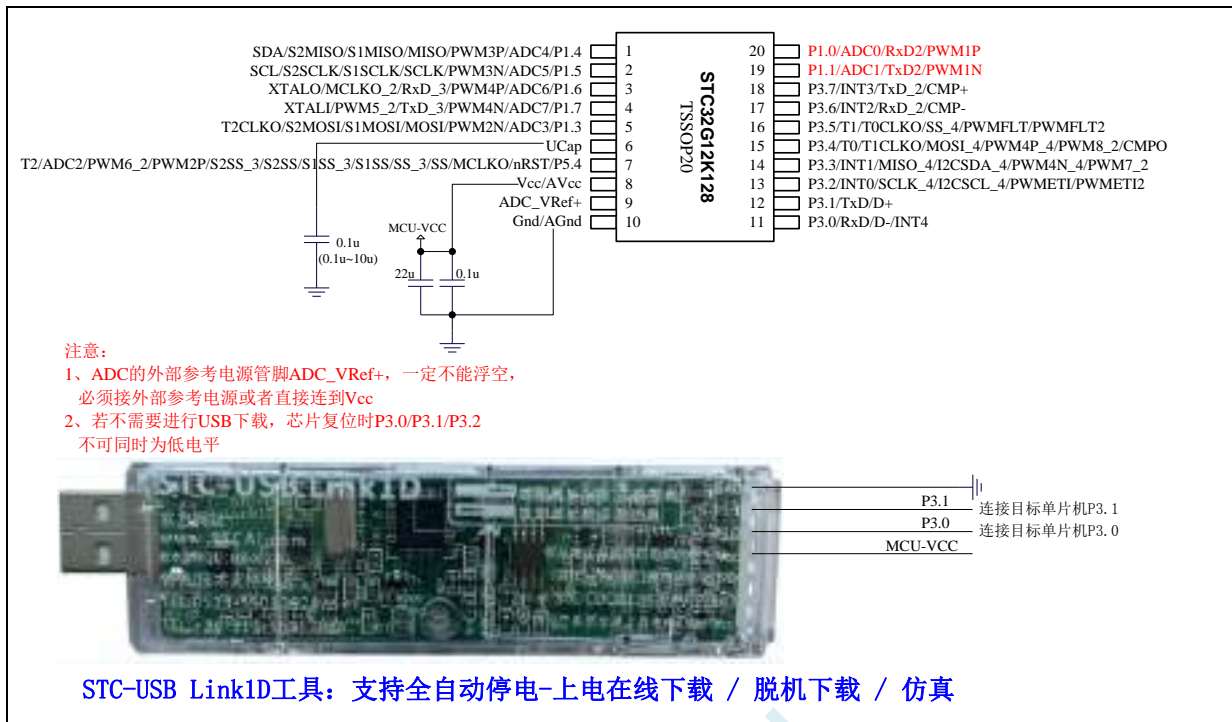 SDA/S2MISO/S1MISO/MISO/PWM3P/ADC4/P1.4 1
SCL/S2SCLK/S1SCLK/SCLK/PWM3N/ADC5/P1.5 2
XTALO/MCLKO_2/RxD_3/PWM4P/ADC6/P1.6 3
XTALI/PWM5_2/TxD_3/PWM4N/ADC7/P1.7 4
T2CLKO/S2MOSI/S1MOSI/MOSI/PWM2N/ADC3/P1.3 5
UCap 6
T2/ADC2/PWM6_2/PWM2P/S2SS_3/S2SS/S1SS_3/S1SS/SS_3/SS/MCLKO/nRST/P5.4 7
Vcc/AVcc 8
ADC_VRef+ 9
Gnd/AGnd 10
STC32G12K128
TSSOP20
20 P1.0/ADC0/RxD2/PWM1P
19 P1.1/ADC1/TxD2/PWM1N
18 P3.7/INT3/TxD_2/CMP+
17 P3.6/INT2/RxD_2/CMP-
16 P3.5/T1/T0CLKO/SS_4/PWMFLT/PWMFLT2
15 P3.4/T0/T1CLKO/MOSI_4/PWM4P_4/PWM8_2/CMPO
14 P3.3/INT1/MISO_4/I2CSDA_4/PWM4N_4/PWM7_2
13 P3.2/INT0/SCLK_4/I2CSCL_4/PWMETI/PWMETI2
12 P3.1/TxD/D+
11 P3.0/RxD/D-/INT4
MCU-VCC
0.1u
(0.1u~10u)
22u
0.1u
注意:
1、ADC的外部参考电源管脚ADC_VRef+，一定不能浮空，
必须接外部参考电源或者直接连到Vcc
2、若不需要进行USB下载，芯片复位时P3.0/P3.1/P3.2
不可同时为低电平
STC-USB Link1D
P3.1 连接目标单片机P3.1
P3.0 连接目标单片机P3.0
MCU-VCC
STC-USB Link1D工具: 支持全自动停电-上电在线下载 / 脱机下载 / 仿真